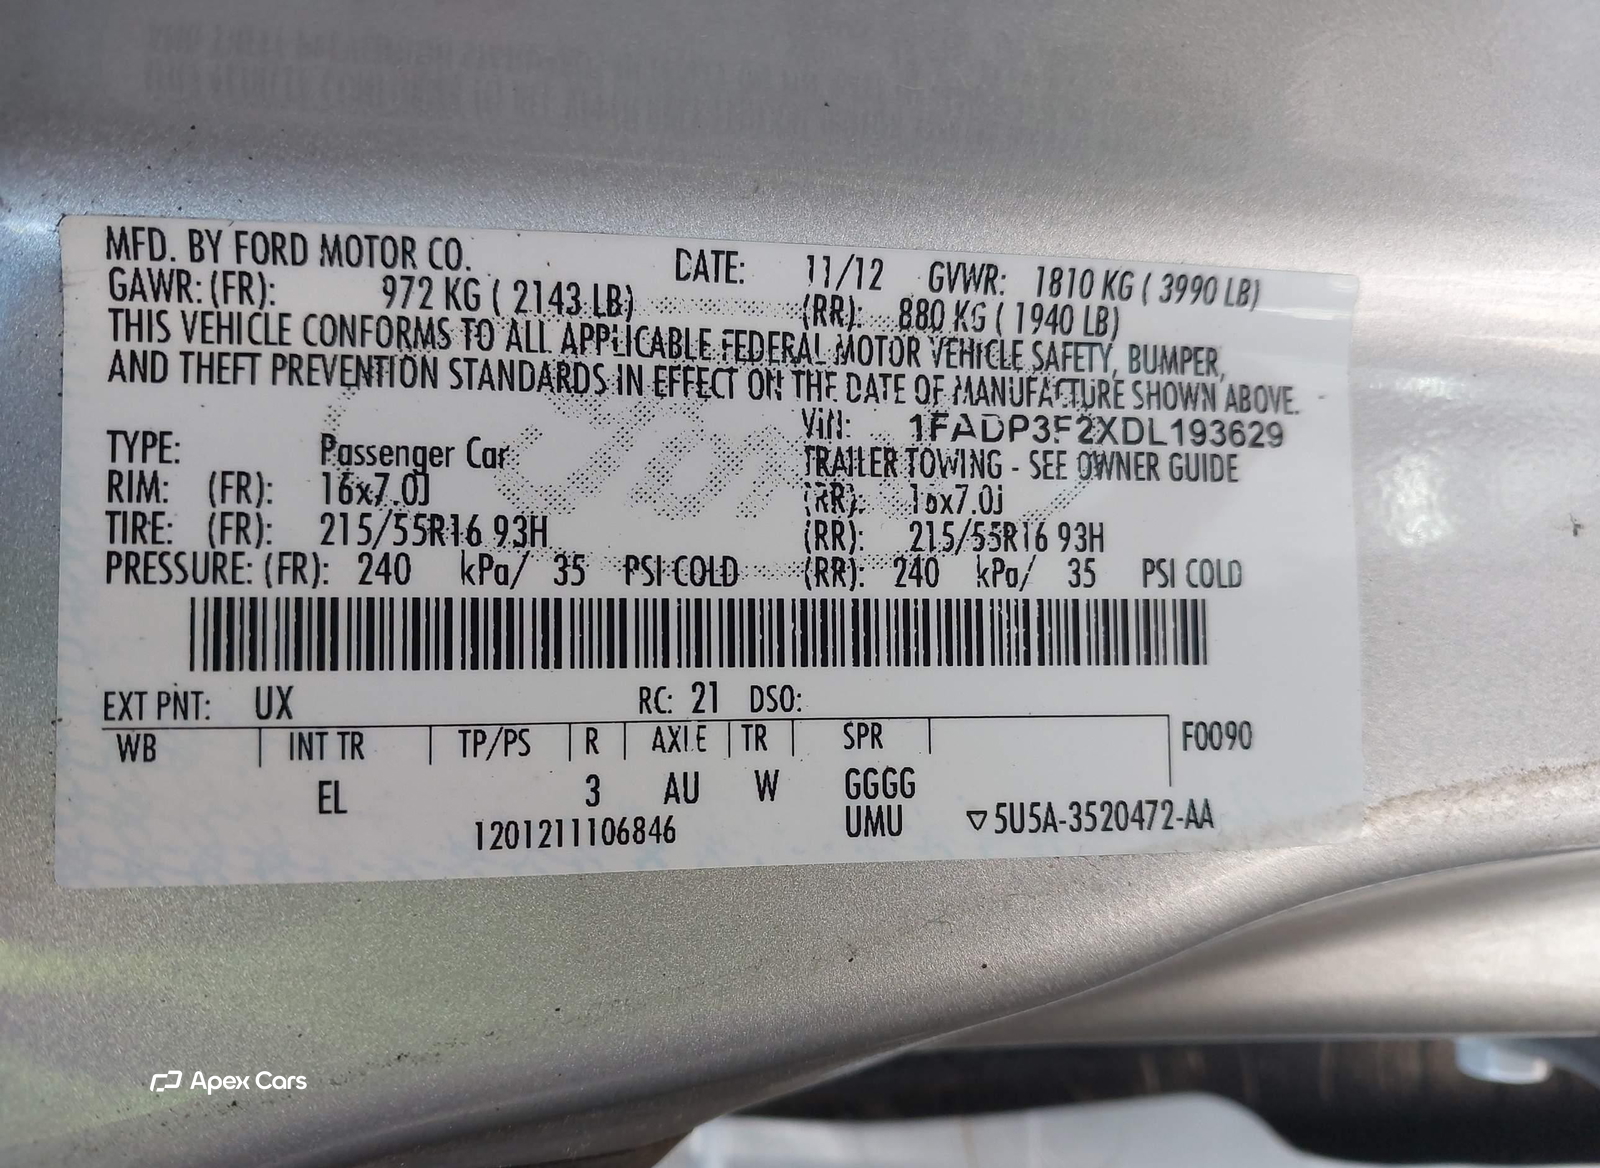 MFD. BY FORD MOTOR CO. DATE: 11/12 GVWR: 1810 KG ( 3990 LB)
GAWR: (FR): 972 KG ( 2143 LB) (RR): 880 KG ( 1940 LB)
THIS VEHICLE CONFORMS TO ALL APPLICABLE FEDERAL MOTOR VEHICLE SAFETY, BUMPER,
AND THEFT PREVENTION STANDARDS IN EFFECT ON THE DATE OF MANUFACTURE SHOWN ABOVE.
VIN: 1FADP3F2XDL193629
TYPE: Passenger Car TRAILER TOWING - SEE OWNER GUIDE
RIM: (FR): 16x7.0J (RR): 16x7.0J
TIRE: (FR): 215/55R16 93H (RR): 215/55R16 93H
PRESSURE: (FR): 240 kPa/ 35 PSI COLD (RR): 240 kPa/ 35 PSI COLD
EXT PNT: UX RC: 21 DSO:
WB INT TR TP/PS R AXLE TR SPR F0090
EL 3 AU W GGGG
1201211106846 UMU ▽5U5A-3520472-AA
Apex Cars